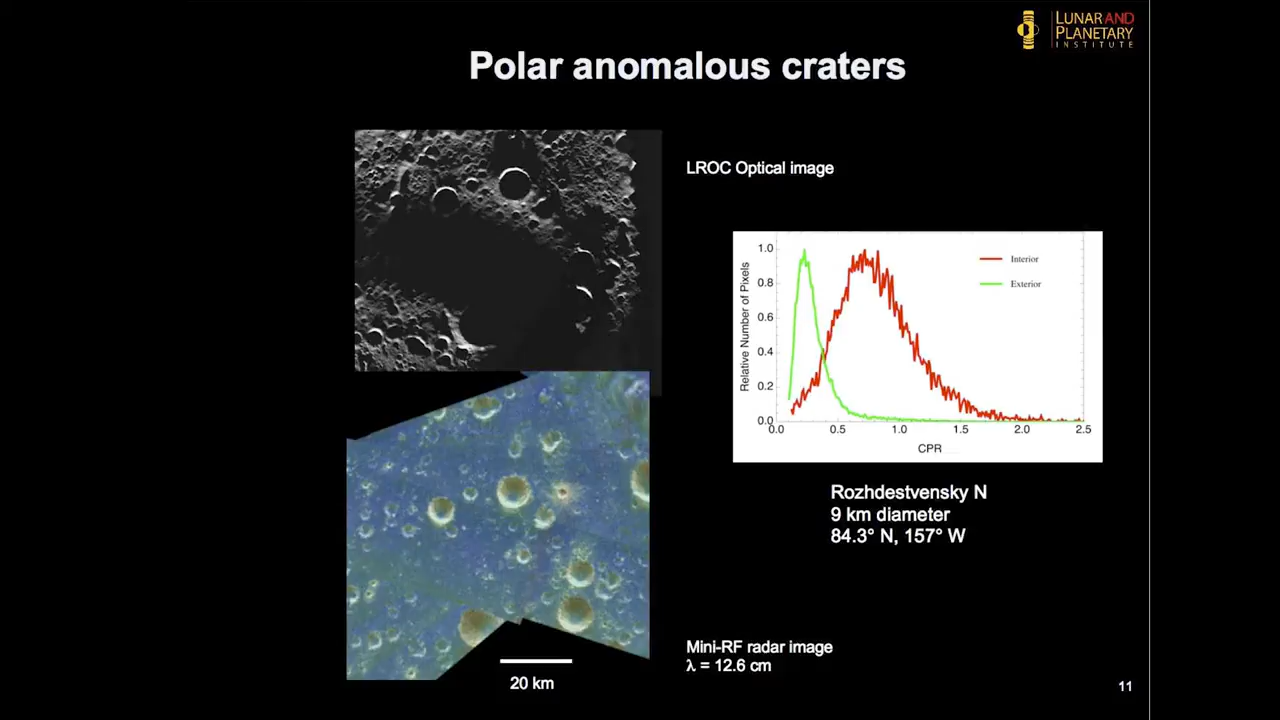 LUNAR AND
PLANETARY
INSTITUTE
Polar anomalous craters
LROC Optical image
Relative Number of Pixels
1.0
0.8
0.6
0.4
0.2
0.0
0.0 0.5 1.0 1.5 2.0 2.5
CPR
Interior
Exterior
Rozhdestvensky N
9 km diameter
84.3° N, 157° W
Mini-RF radar image
λ = 12.6 cm
20 km
11